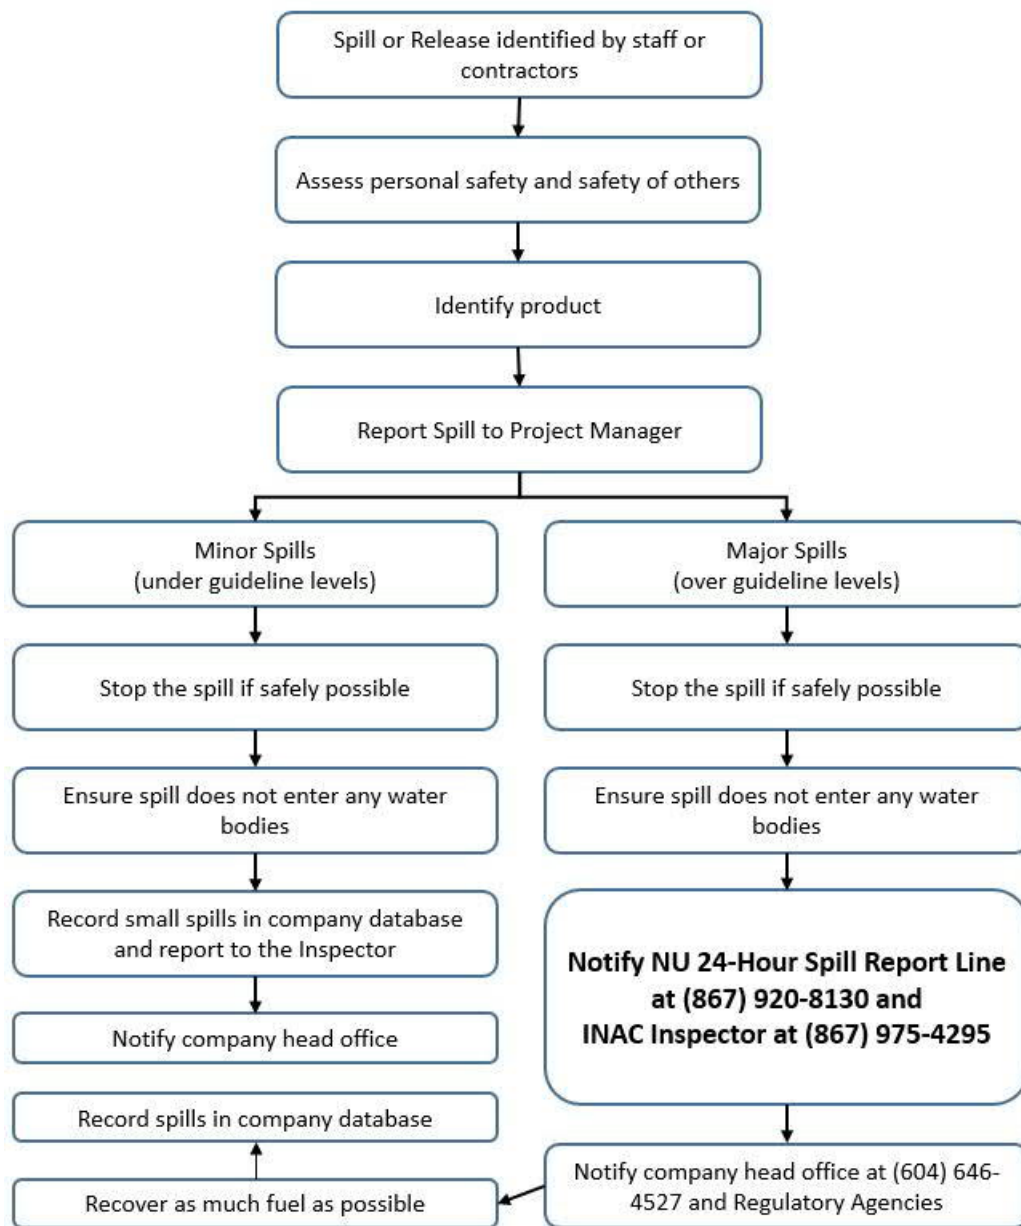 Spill or Release identified by staff or
contractors
Assess personal safety and safety of others
Identify product
Report Spill to Project Manager
Minor Spills
(under guideline levels)
Stop the spill if safely possible
Ensure spill does not enter any water
bodies
Record small spills in company database
and report to the Inspector
Notify company head office
Major Spills
(over guideline levels)
Stop the spill if safely possible
Ensure spill does not enter any water
bodies
Notify NU 24-Hour Spill Report Line
at (867) 920-8130 and
INAC Inspector at (867) 975-4295
Notify company head office at (604) 646-
4527 and Regulatory Agencies
Recover as much fuel as possible
Record spills in company database